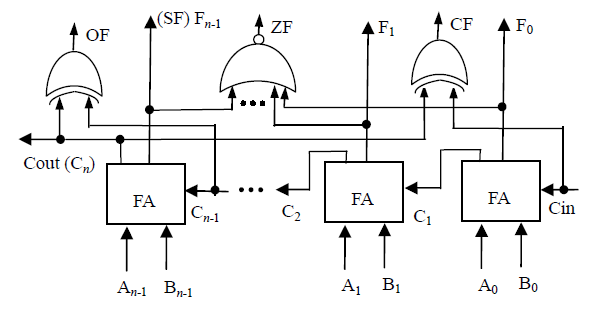 OF (SF) Fn-1 ZF F1 CF F0
Cout (Cn) FA Cn-1 C2 FA C1 FA Cin
An-1 Bn-1 A1 B1 A0 B0